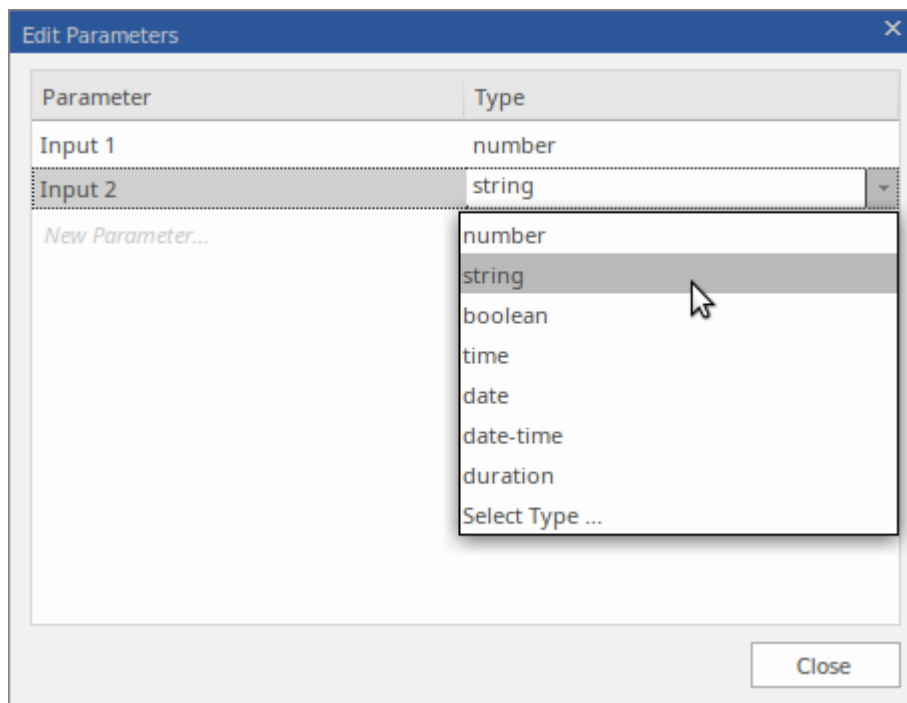 Edit Parameters
Parameter Type
Input 1 number
Input 2 string
New Parameter...
number
string
boolean
time
date
date-time
duration
Select Type ...
Close